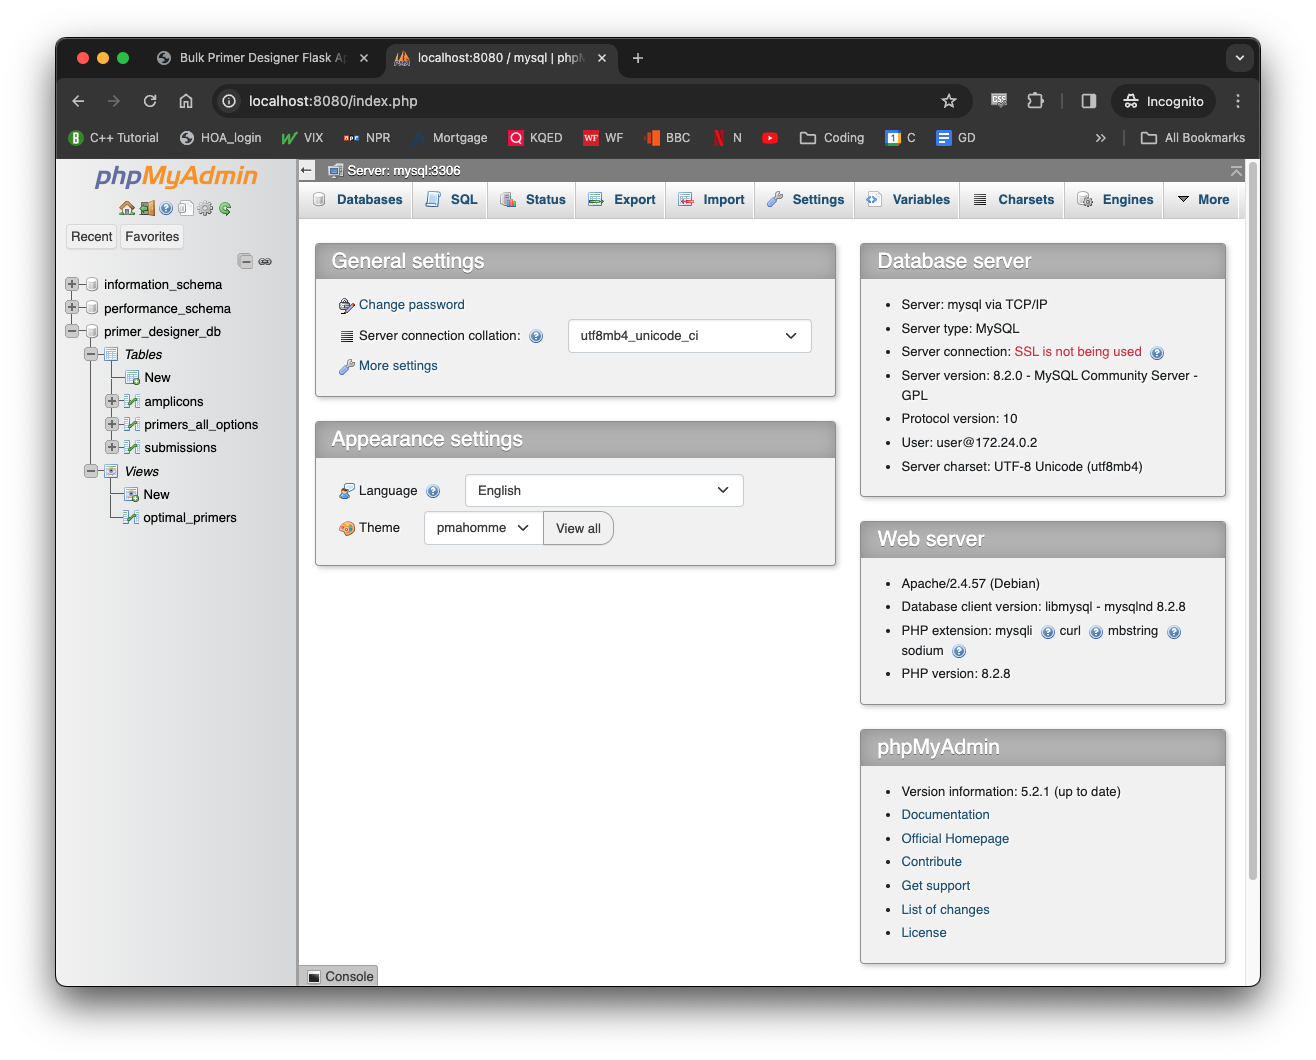 Bulk Primer Designer Flask A
localhost:8080 / mysql | phpM
localhost:8080/index.php
CSS
Incognito
C++ Tutorial
HOA_login
VIX
NPR
Mortgage
KQED
WF
BBC
N
Coding
C
GD
All Bookmarks
phpMyAdmin
Recent
Favorites
information_schema
performance_schema
primer_designer_db
Tables
New
amplicons
primers_all_options
submissions
Views
New
optimal_primers
Server: mysql:3306
Databases
SQL
Status
Export
Import
Settings
Variables
Charsets
Engines
More
General settings
Change password
Server connection collation:
utf8mb4_unicode_ci
More settings
Appearance settings
Language
English
Theme
pmahomme
View all
Database server
Server: mysql via TCP/IP
Server type: MySQL
Server connection: SSL is not being used
Server version: 8.2.0 - MySQL Community Server -
GPL
Protocol version: 10
User: user@172.24.0.2
Server charset: UTF-8 Unicode (utf8mb4)
Web server
Apache/2.4.57 (Debian)
Database client version: libmysql - mysqlnd 8.2.8
PHP extension: mysqli curl mbstring
sodium
PHP version: 8.2.8
phpMyAdmin
Version information: 5.2.1 (up to date)
Documentation
Official Homepage
Contribute
Get support
List of changes
License
Console